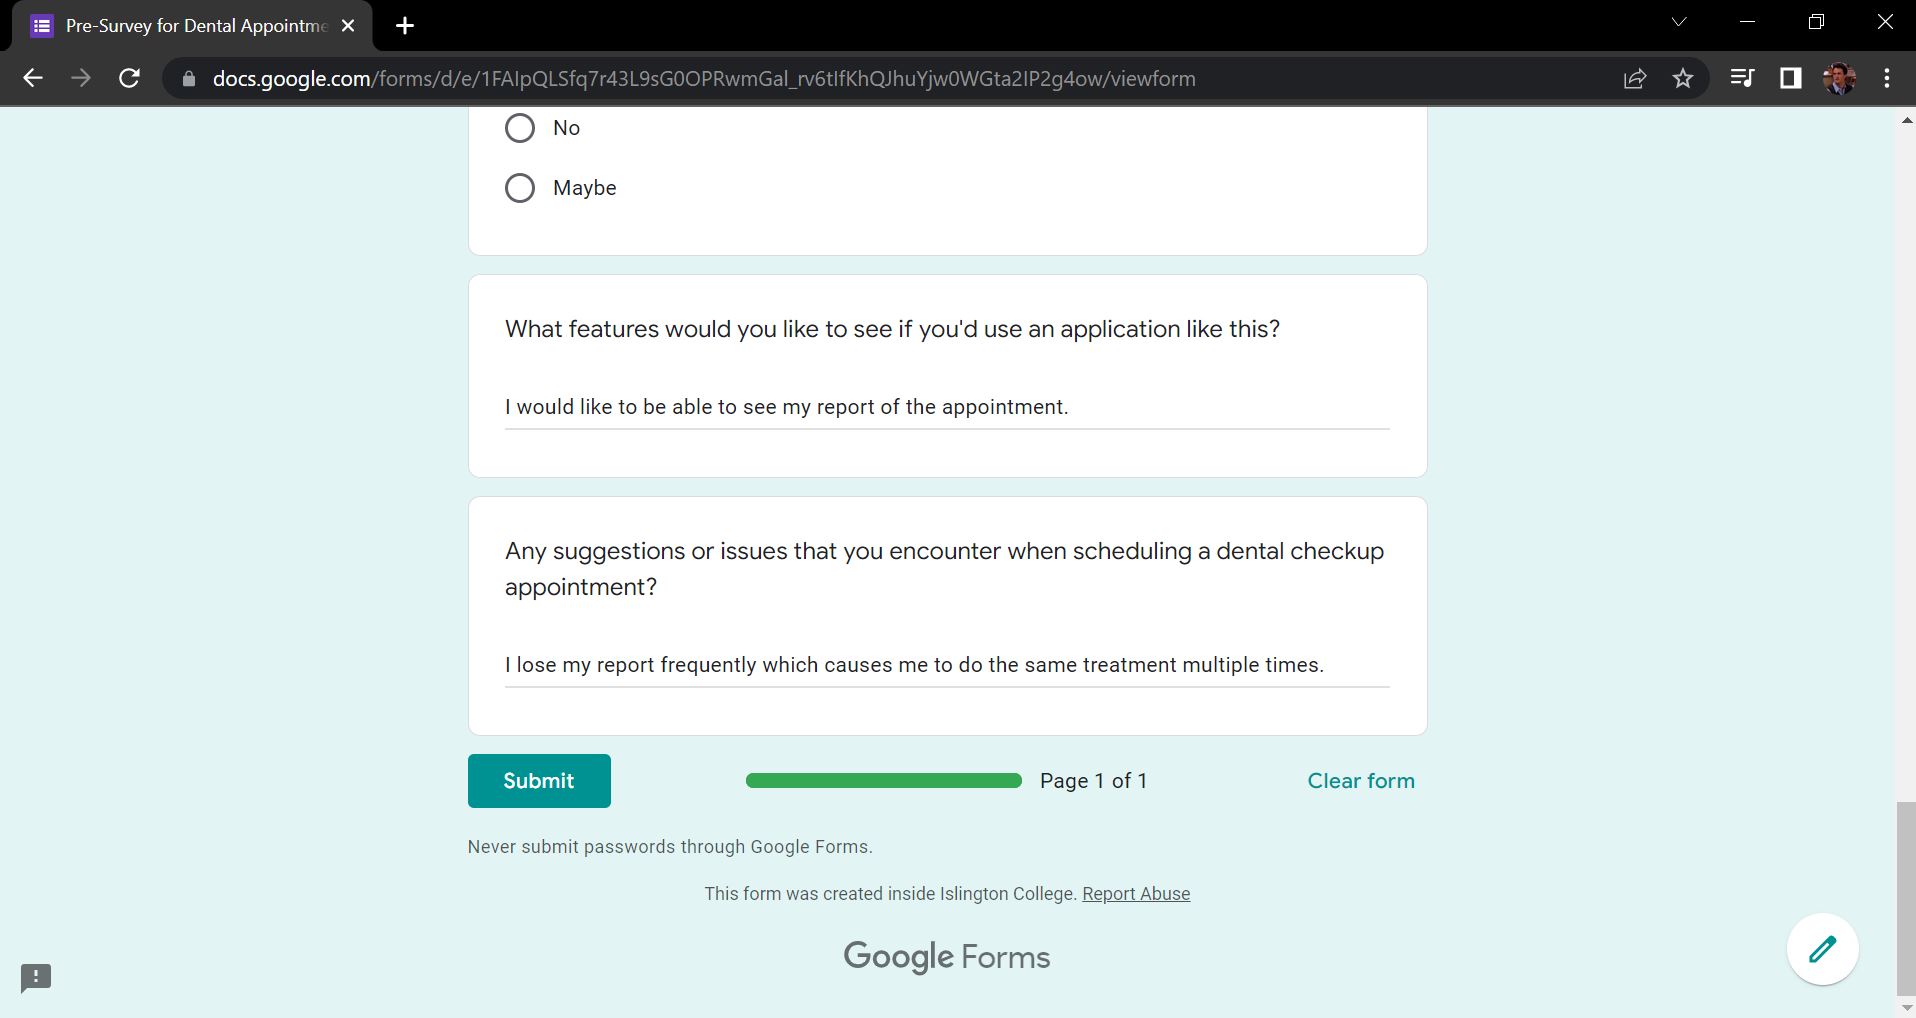 Pre-Survey for Dental Appointme
docs.google.com/forms/d/e/1FAIpQLSfq7r43L9sG0OPRwmGal_rv6tIfKhQJhuYjw0WGta2IP2g4ow/viewform
No
Maybe
What features would you like to see if you'd use an application like this?
I would like to be able to see my report of the appointment.
Any suggestions or issues that you encounter when scheduling a dental checkup
appointment?
I lose my report frequently which causes me to do the same treatment multiple times.
Submit
Page 1 of 1
Clear form
Never submit passwords through Google Forms.
This form was created inside Islington College. Report Abuse
Google Forms